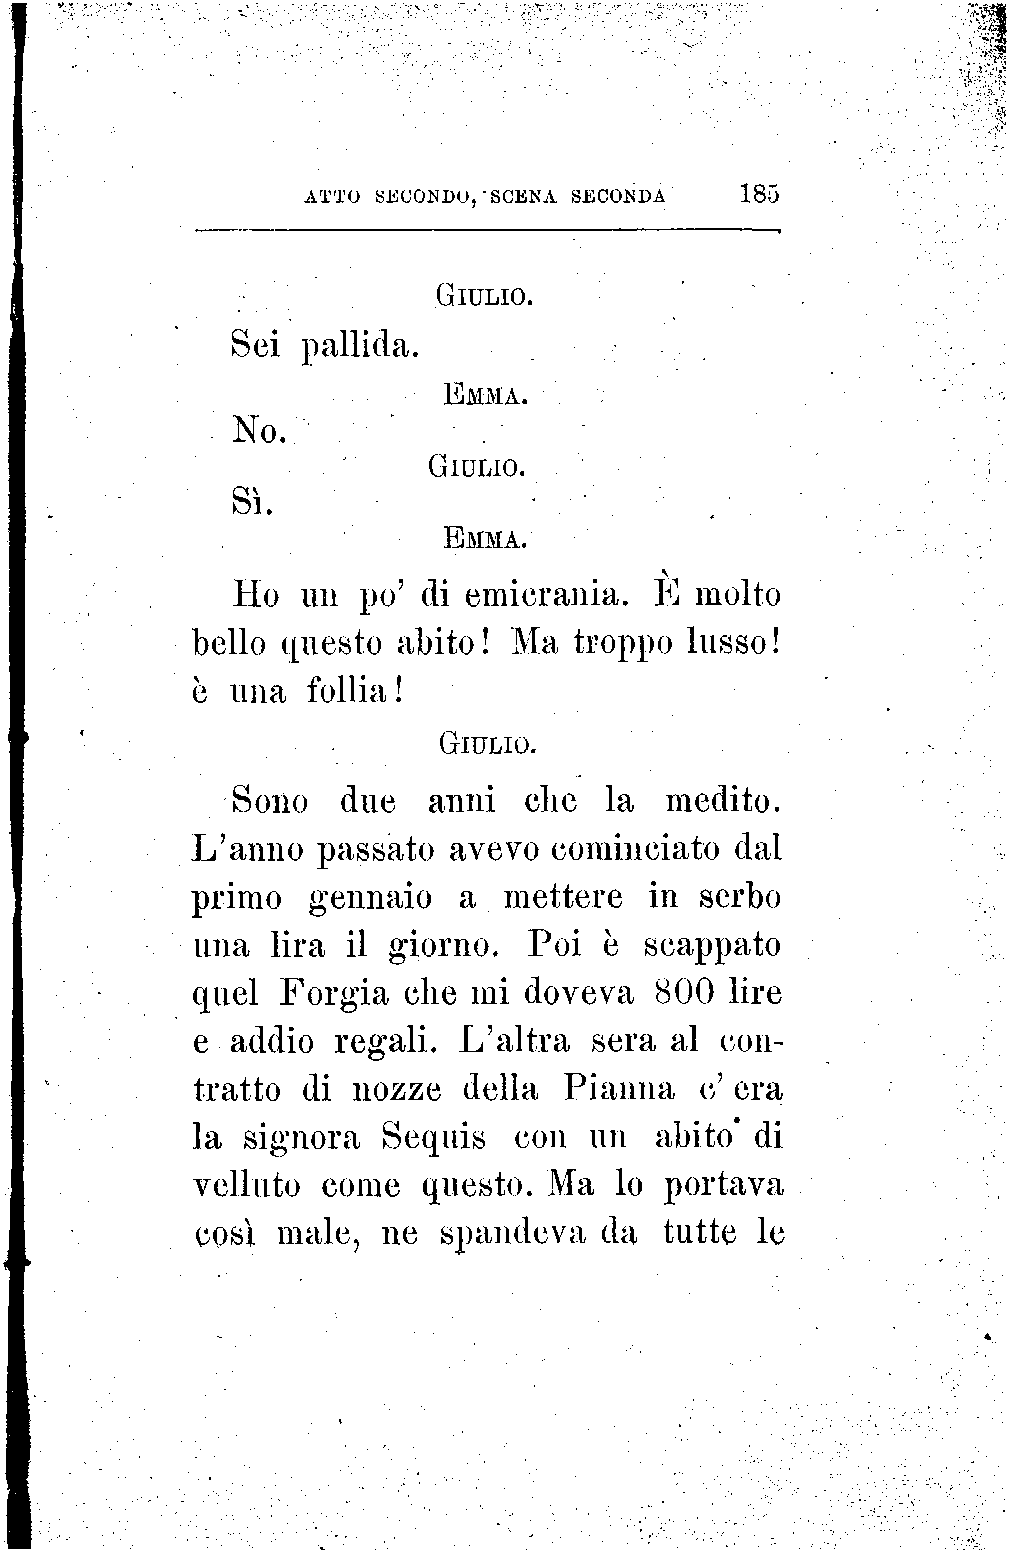 ATTO SECONDO, SCENA SECONDA 185
GIULIO.
Sei pallida.
EMMA.
No.
GIULIO.
Sì.
EMMA.
Ho un po' di emicrania. È molto
bello questo abito! Ma troppo lusso!
è una follia!
GIULIO.
Sono due anni che la medito.
L'anno passato avevo cominciato dal
primo gennaio a mettere in serbo
una lira il giorno. Poi è scappato
quel Forgia che mi doveva 800 lire
e addio regali. L'altra sera al con-
tratto di nozze della Pianna c'era
la signora Sequis con un abito di
velluto come questo. Ma lo portava
così male, ne spandeva da tutte le